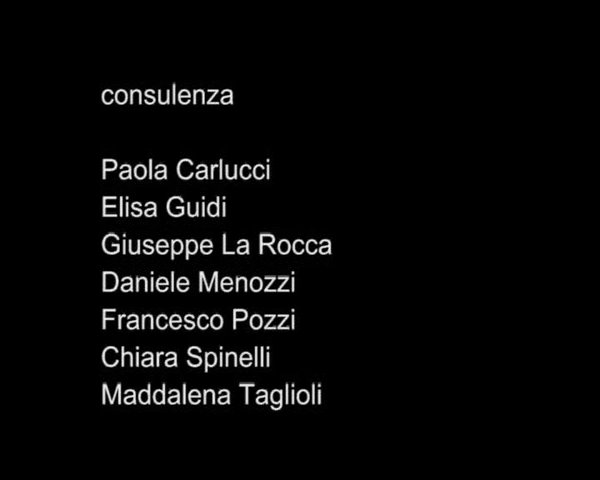 consulenza
Paola Carlucci
Elisa Guidi
Giuseppe La Rocca
Daniele Menozzi
Francesco Pozzi
Chiara Spinelli
Maddalena Taglioli